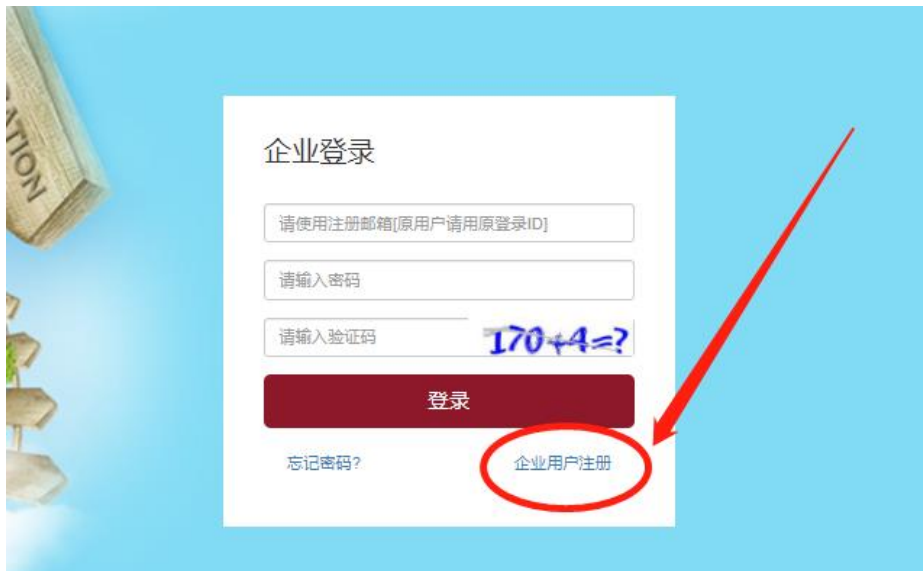 RATION
企业登录
请使用注册邮箱[原用户请用原登录ID]
请输入密码
请输入验证码
170+4=?
登录
忘记密码?
企业用户注册